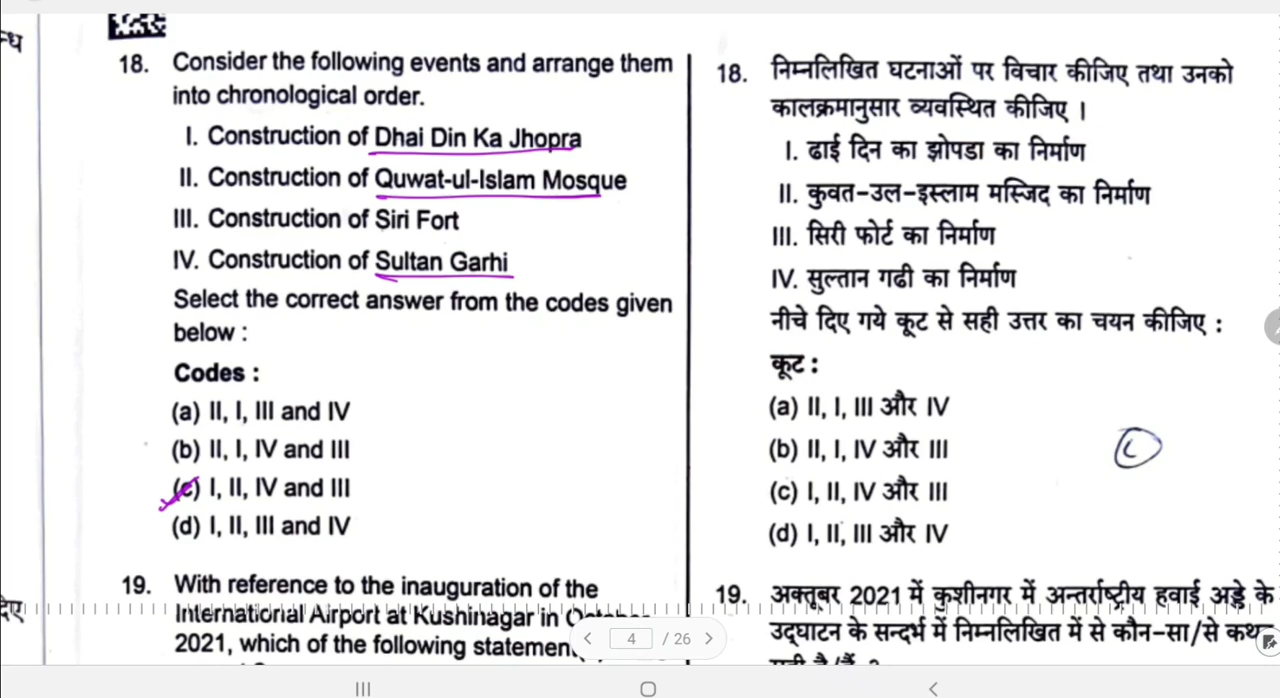 न्ध
18. Consider the following events and arrange them
into chronological order.
I. Construction of Dhai Din Ka Jhopra
II. Construction of Quwat-ul-Islam Mosque
III. Construction of Siri Fort
IV. Construction of Sultan Garhi
Select the correct answer from the codes given
below :
Codes :
(a) II, I, III and IV
(b) II, I, IV and III
(c) I, II, IV and III
(d) I, II, III and IV
19. With reference to the inauguration of the
International Airport at Kushinagar in
2021, which of the following
18. निम्नलिखित घटनाओं पर विचार कीजिए तथा उनको
कालक्रमानुसार व्यवस्थित कीजिए ।
I. ढाई दिन का झोपडा का निर्माण
II. कुवत-उल-इस्लाम मस्जिद का निर्माण
III. सिरी फोर्ट का निर्माण
IV. सुल्तान गढी का निर्माण
नीचे दिए गये कूट से सही उत्तर का चयन कीजिए :
कूट :
(a) II, I, III और IV
(b) II, I, IV और III
(c) I, II, IV और III
(d) I, II, III और IV
19. अक्तूबर 2021 में कुशीनगर में अन्तर्राष्ट्रीय हवाई अड्डे के
उद्घाटन के सन्दर्भ में निम्नलिखित में से कौन-सा/से
4 / 26